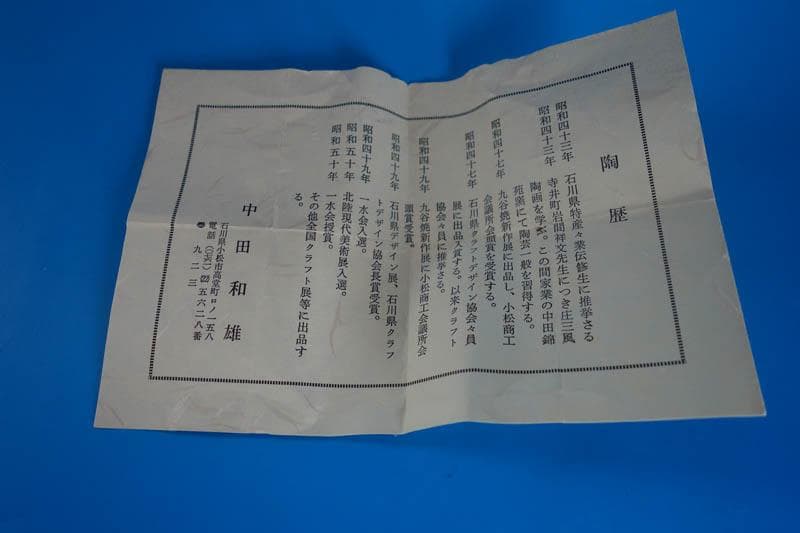 陶歴
昭和四十三年 石川県特産々業伝修生に推挙さる
昭和四十三年 寺井町岩間祥文先生につき庄三風
陶画を学ぶ。この間家業の中田錦
苑窯にて陶芸一般を習得する。
昭和四十七年 九谷焼新作展に出品し、小松商工
会議所会頭賞を受賞する。
昭和四十七年 石川県クラフトデザイン協会々員
展に出品入賞する。以来クラフト
協会々員に推挙さる。
昭和四十九年 九谷焼新作展に小松商工会議所会
頭賞受賞。
昭和四十九年 石川県デザイン展、石川県クラフ
トデザイン協会長賞受賞。
昭和四十九年 一水会入選。
昭和五十年 北陸現代美術展入選。
昭和五十年 一水会授賞。
その他全国クラフト展等に出品す
る。
中田和雄
石川県小松市高堂町ロノ一五八
電話 五六二八番
九二三